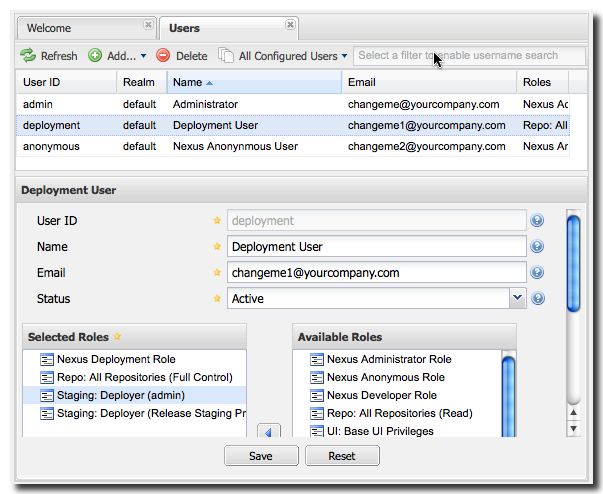 Welcome Users
Refresh Add... Delete All Configured Users Select a filter to enable username search
User ID Realm Name Email Roles
admin default Administrator changeme@yourcompany.com Nexus Ad
deployment default Deployment User changeme1@yourcompany.com Repo: All
anonymous default Nexus Anonynmous User changeme2@yourcompany.com Nexus An
Deployment User
User ID deployment
Name Deployment User
Email changeme1@yourcompany.com
Status Active
Selected Roles Available Roles
Nexus Deployment Role Nexus Administrator Role
Repo: All Repositories (Full Control) Nexus Anonymous Role
Staging: Deployer (admin) Nexus Developer Role
Staging: Deployer (Release Staging Pr Repo: All Repositories (Read)
UI: Base UI Privileges
Save Reset